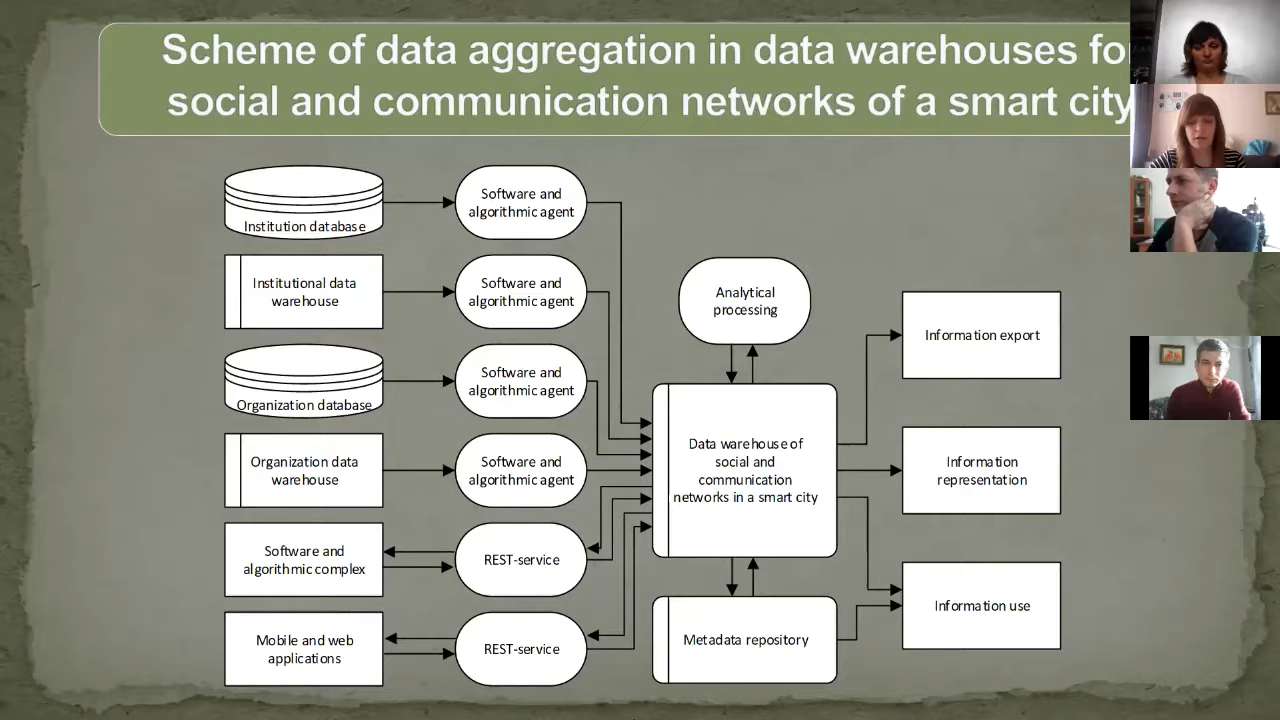 Scheme of data aggregation in data warehouses for
social and communication networks of a smart city
Institution database
Software and
algorithmic agent
Institutional data
warehouse
Software and
algorithmic agent
Organization database
Software and
algorithmic agent
Organization data
warehouse
Software and
algorithmic agent
Software and
algorithmic complex
REST-service
Mobile and web
applications
REST-service
Analytical
processing
Data warehouse of
social and
communication
networks in a smart city
Metadata repository
Information export
Information
representation
Information use